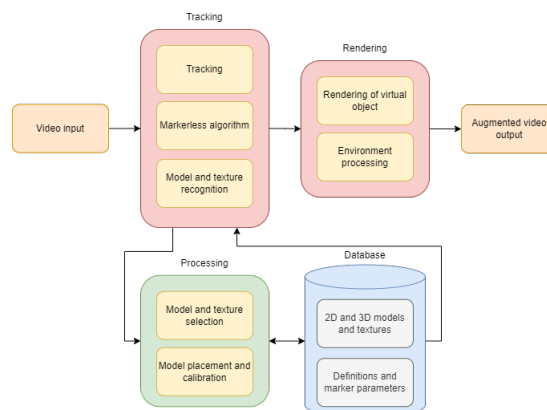 Tracking
Rendering
Tracking
Markerless algorithm
Model and texture
recognition
Video input
Rendering of virtual
object
Environment
processing
Augmented video
output
Processing
Database
Model and texture
selection
Model placement and
calibration
2D and 3D models
and textures
Definitions and
marker parameters